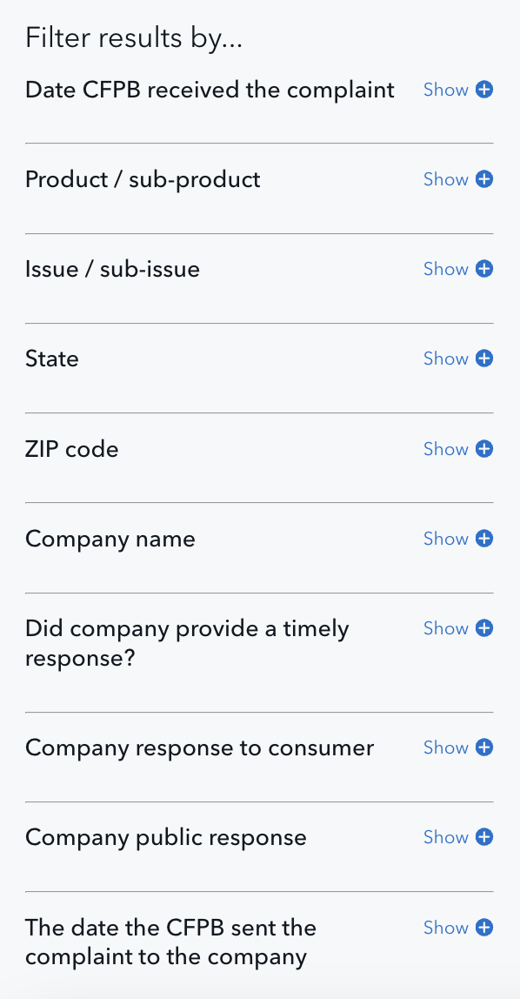 Filter results by...
Date CFPB received the complaint Show
Product / sub-product Show
Issue / sub-issue Show
State Show
ZIP code Show
Company name Show
Did company provide a timely Show
response?
Company response to consumer Show
Company public response Show
The date the CFPB sent the Show
complaint to the company